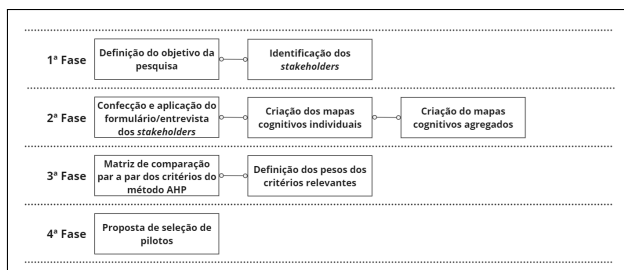 1ª Fase
Definição do objetivo da
pesquisa
Identificação dos
stakeholders
2ª Fase
Confecção e aplicação do
formulário/entrevista
dos stakeholders
Criação dos mapas
cognitivos individuais
Criação do mapas
cognitivos agregados
3ª Fase
Matriz de comparação
par a par dos critérios do
método AHP
Definição dos pesos dos
critérios relevantes
4ª Fase
Proposta de seleção de
pilotos